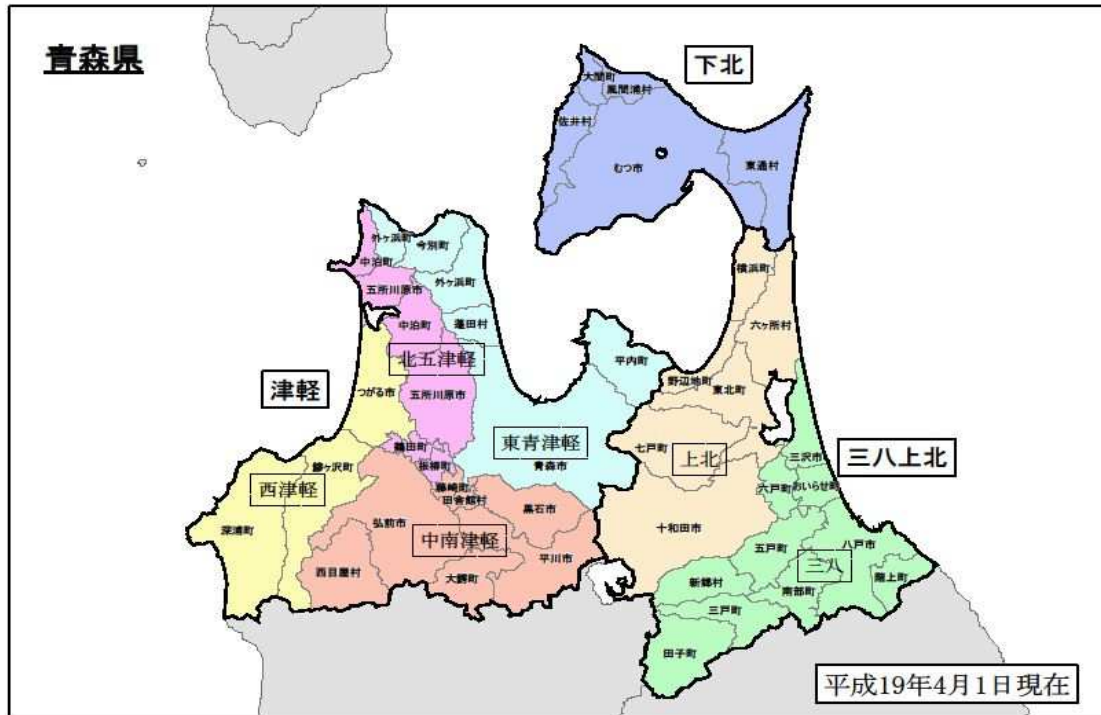 青森県
下北
大間町
風間浦村
佐井村
むつ市
東通村
外ヶ浜町
今別町
中泊町
五所川原市
外ヶ浜町
中泊町
蓬田村
横浜町
六ヶ所村
北五津軽
平内町
野辺地町
東北町
津軽
つがる市
五所川原市
東青津軽
青森市
七戸町
上北
三八上北
三沢市
六戸町
おいらせ町
鶴田町
板柳町
鰺ヶ沢町
西津軽
藤崎町
田舎館村
黒石市
深浦町
弘前市
中南津軽
平川市
十和田市
五戸町
八戸市
三八
西目屋村
大鰐町
新郷村
南部町
階上町
三戸町
田子町
平成19年4月1日現在